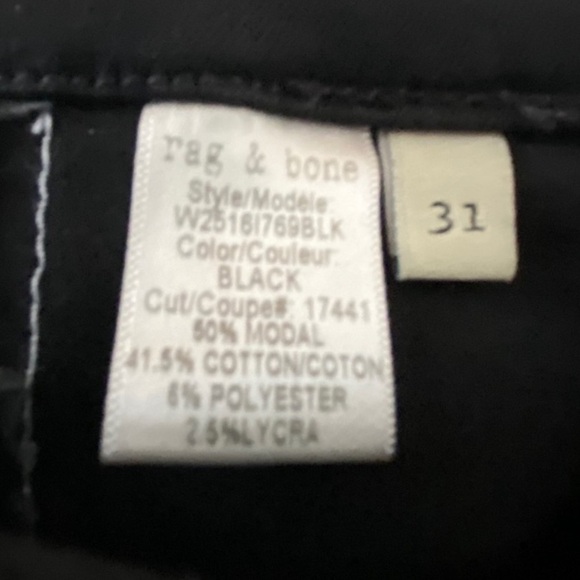 rag & bone
Style/Modèle:
W2516I769BLK
Color/Couleur:
BLACK
Cut/Coupe#: 17441
50% MODAL
41.5% COTTON/COTON
6% POLYESTER
2.5%LYCRA
31